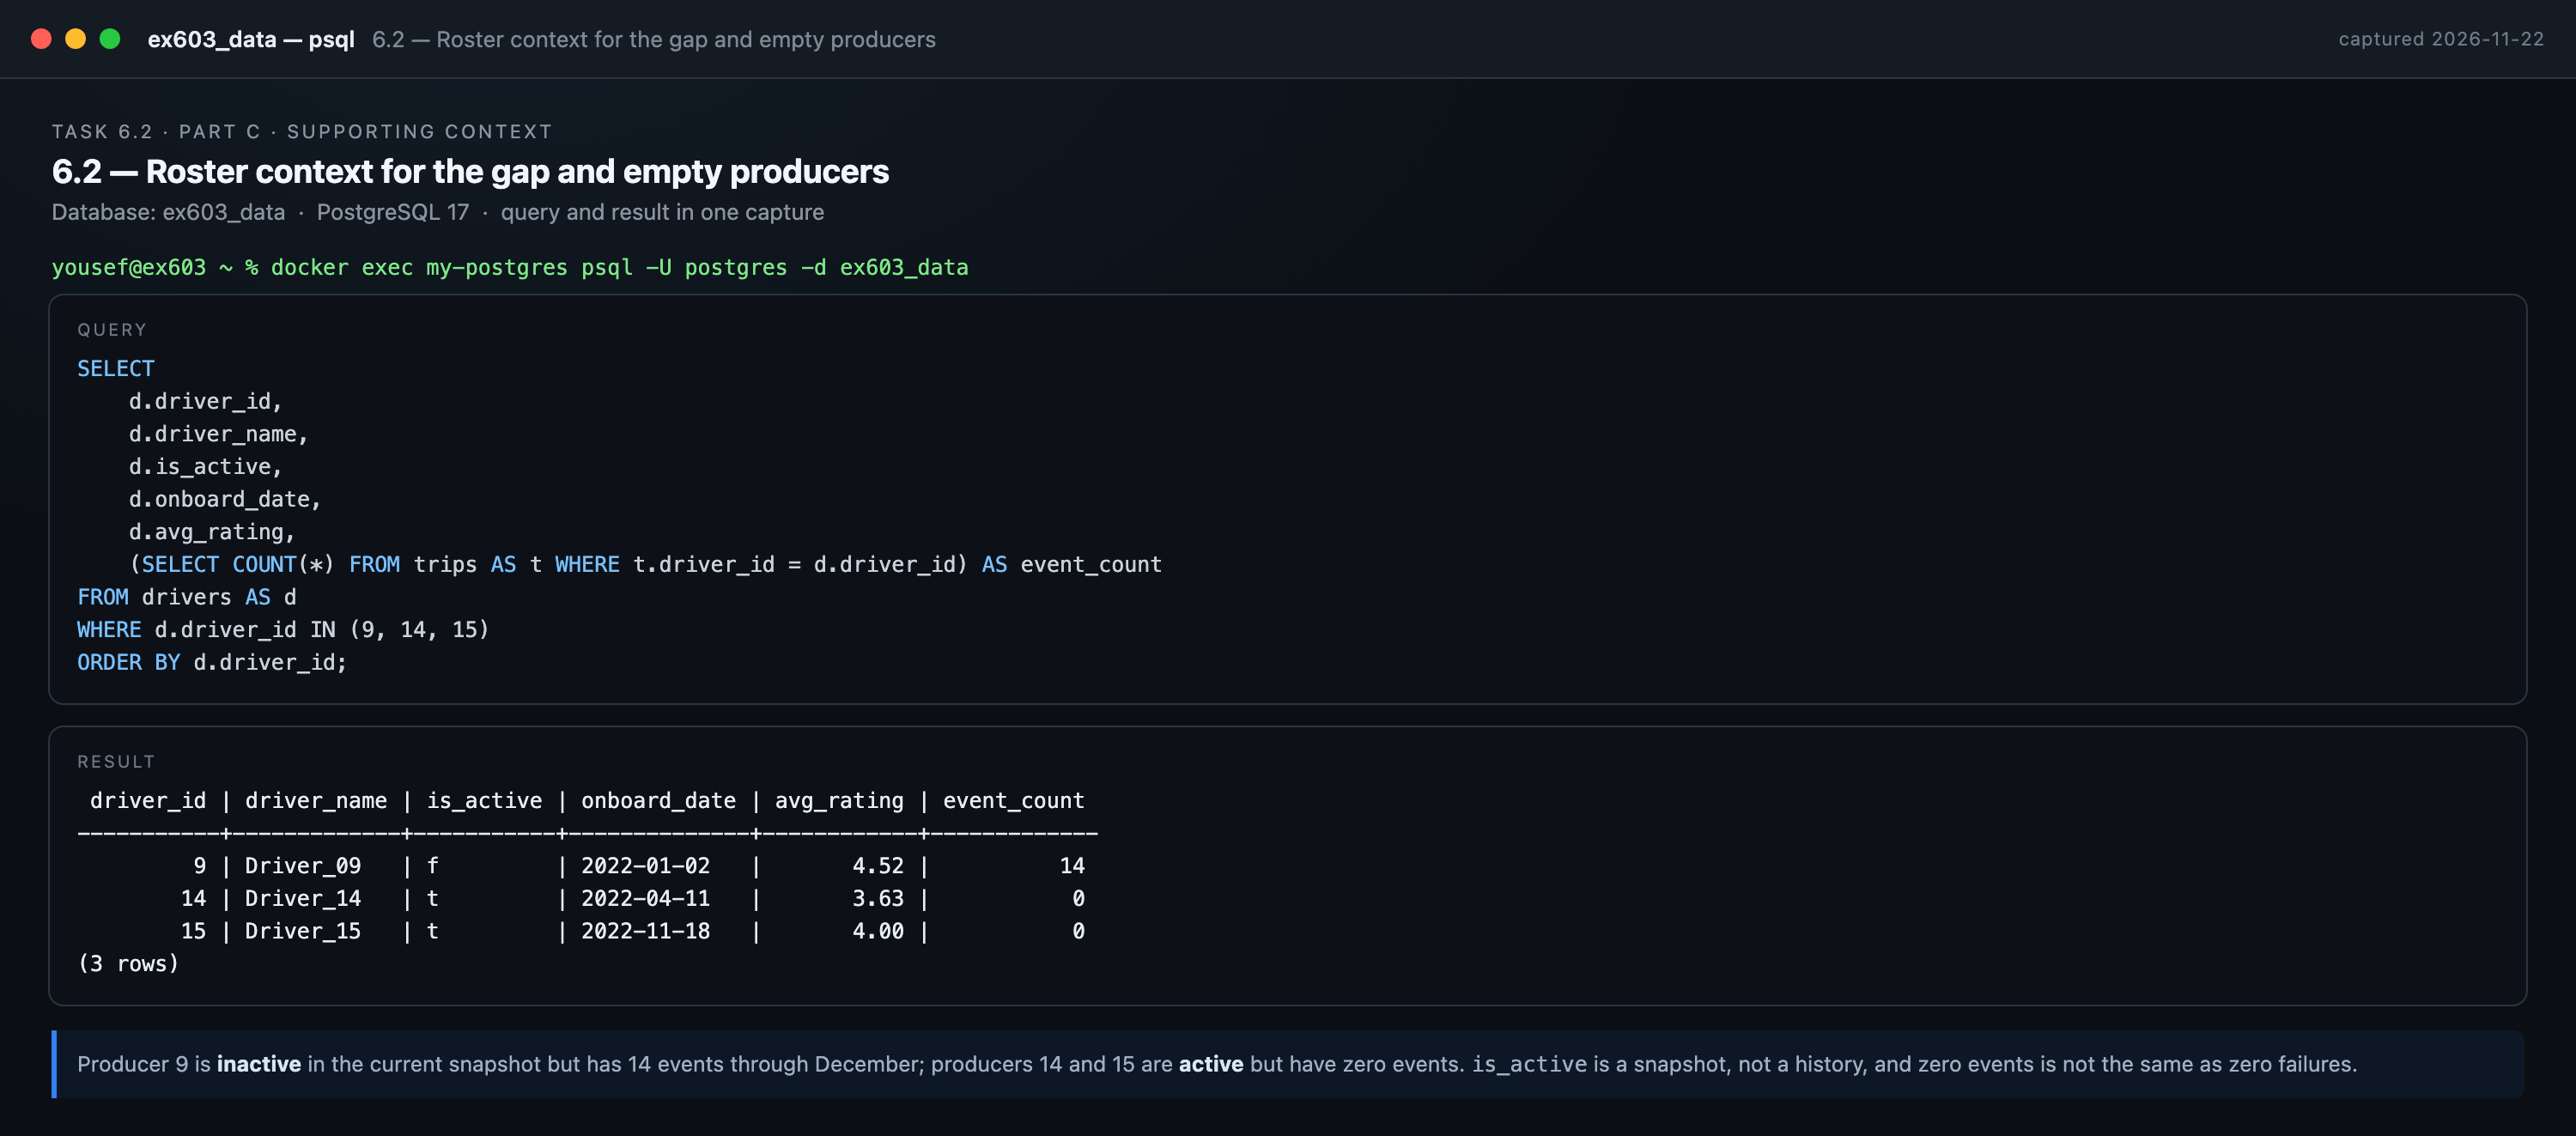 ex603_data — psql 6.2 — Roster context for the gap and empty producers
captured 2026-11-22
TASK 6.2 · PART C · SUPPORTING CONTEXT
6.2 — Roster context for the gap and empty producers
Database: ex603_data · PostgreSQL 17 · query and result in one capture
yousef@ex603 ~ % docker exec my-postgres psql -U postgres -d ex603_data
QUERY
SELECT
    d.driver_id,
    d.driver_name,
    d.is_active,
    d.onboard_date,
    d.avg_rating,
    (SELECT COUNT(*) FROM trips AS t WHERE t.driver_id = d.driver_id) AS event_count
FROM drivers AS d
WHERE d.driver_id IN (9, 14, 15)
ORDER BY d.driver_id;
RESULT
 driver_id | driver_name | is_active | onboard_date | avg_rating | event_count
-----------+-------------+-----------+--------------+------------+-------------
         9 | Driver_09   | f         | 2022-01-02   |       4.52 |          14
        14 | Driver_14   | t         | 2022-04-11   |       3.63 |           0
        15 | Driver_15   | t         | 2022-11-18   |       4.00 |           0
(3 rows)
Producer 9 is inactive in the current snapshot but has 14 events through December; producers 14 and 15 are active but have zero events. is_active is a snapshot, not a history, and zero events is not the same as zero failures.